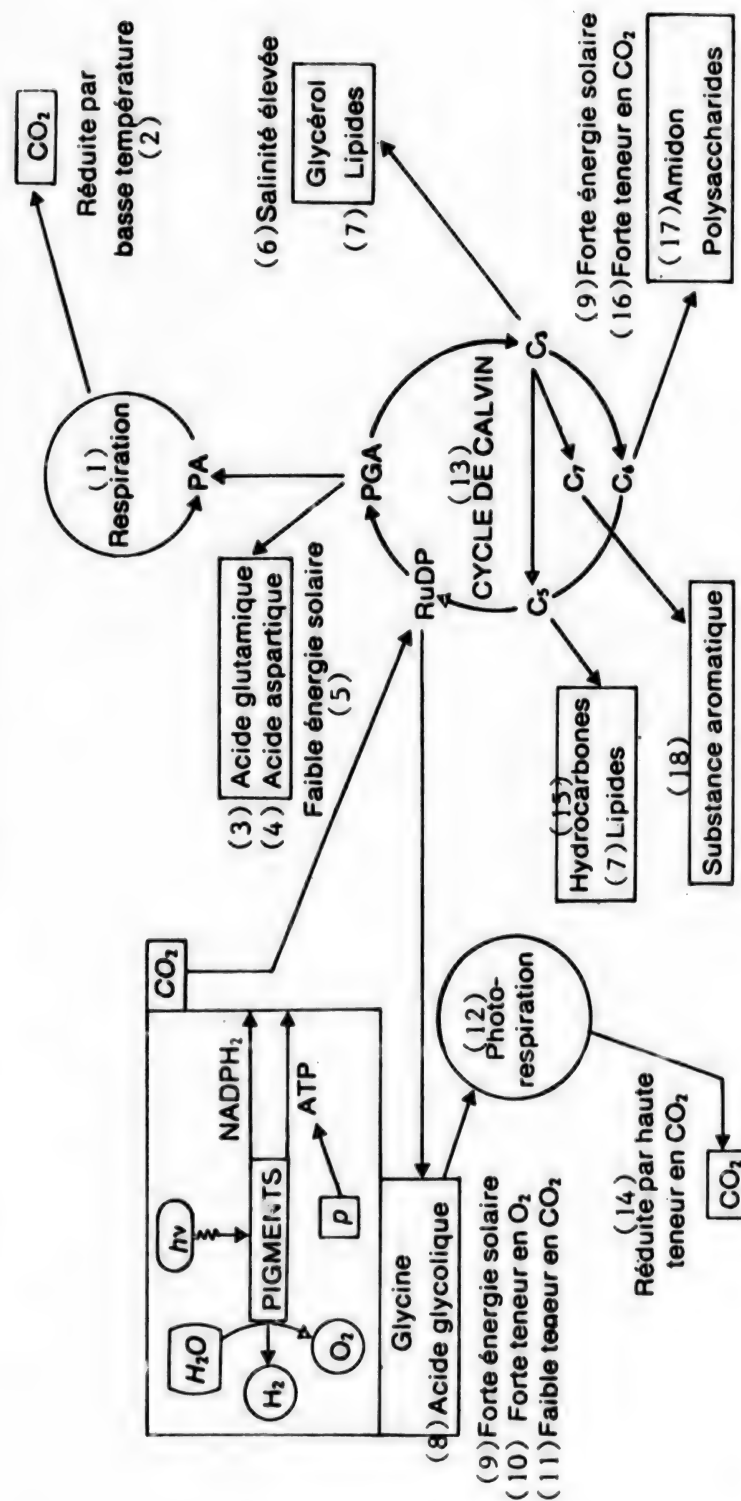 CO₂
Réduite par
basse température
(2)
(1)
Respiration
PA
(3) Acide glutamique
(4) Acide aspartique
Faible énergie solaire
(5)
(6)Salinité élevée
Glycérol
(7) Lipides
PGA
RuDP
(13)
CYCLE DE CALVIN
C₃
C₇
C₅
C₆
(9)Forte énergie solaire
(16)Forte teneur en CO₂
(17)Amidon
Polysaccharides
(15)
Hydrocarbones
(7)Lipides
(18)
Substance aromatique
CO₂
NADPH₂
ATP
hν
PIGMENTS
p
H₂O
H₂
O₂
Glycine
(8)Acide glycolique
(9)Forte énergie solaire
(10) Forte teneur en O₂
(11)Faible teneur en CO₂
(12)
Photo-
respiration
(14)
Réduite par haute
teneur en CO₂
CO₂